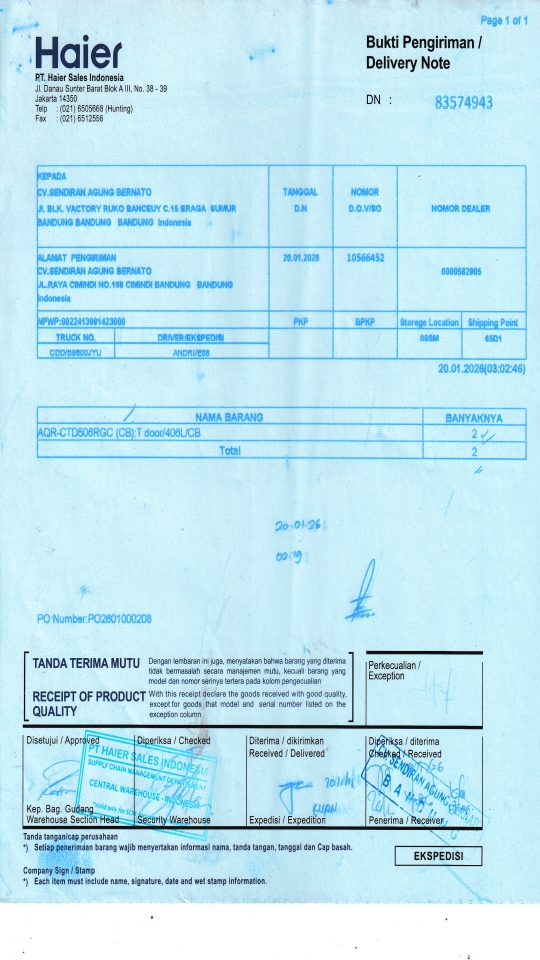 Page 1 of 1
Haier
PT. Haier Sales Indonesia
Jl. Danau Sunter Barat Blok A III, No. 38 - 39
Jakarta 14350
Telp : (021) 6505668 (Hunting)
Fax : (021) 6512556
Bukti Pengiriman /
Delivery Note
DN : 83574943
KEPADA
CV.SENDIRAN AGUNG BERNATO
JL. BLK. VACTORY RUKO BANCEUY C.15 BRAGA SUMUR
BANDUNG BANDUNG BANDUNG Indonesia
TANGGAL
D.N
NOMOR
D.O.V/SO
NOMOR DEALER
ALAMAT PENGIRIMAN
CV.SENDIRAN AGUNG BERNATO
JL.RAYA CIMINDI NO.168 CIMINDI BANDUNG BANDUNG
Indonesia
20.01.2026
10566452
6000582905
NPWP:0022413991423000
PKP
BPKP
Storege Location
Shipping Point
TRUCK NO.
DRIVER/EKSPEDISI
00SM
65D1
20.01.2026(03:02:46)
NAMA BARANG
BANYAKNYA
AQR-CTD506RGC (CB):T door/406L/CB
2
Total
2
20.01.26
02.19
PO Number:PO2601000208
TANDA TERIMA MUTU
Dengan lembaran ini juga, menyatakan bahwa barang yang diterima
tidak bermasalah secara manajemen mutu, kecuali barang yang
model dan nomor serinya tertera pada kolom pengecualian
RECEIPT OF PRODUCT
QUALITY
With this receipt declare the goods received with good quality,
except for goods that model and serial number listed on the
exception column
Perkecualian /
Exception
Disetujui / Approved
Diperiksa / Checked
Diterima / dikirimkan
Received / Delivered
Diperiksa / diterima
Checked / Received
PT HAIER SALES INDONESIA
SUPPLY CHAIN MANAGEMENT DEPARTMENT
CENTRAL WAREHOUSE - INDONESIA
SENDIRAN AGUNG
Kep. Bag. Gudang
Warehouse Section Head
Security Warehouse
Expedisi / Expedition
Penerima / Receiver
Tanda tangan/cap perusahaan
*) Setiap penerimaan barang wajib menyertakan informasi nama, tanda tangan, tanggal dan Cap basah.
EKSPEDISI
Company Sign / Stamp
*) Each item must include name, signature, date and wet stamp information.